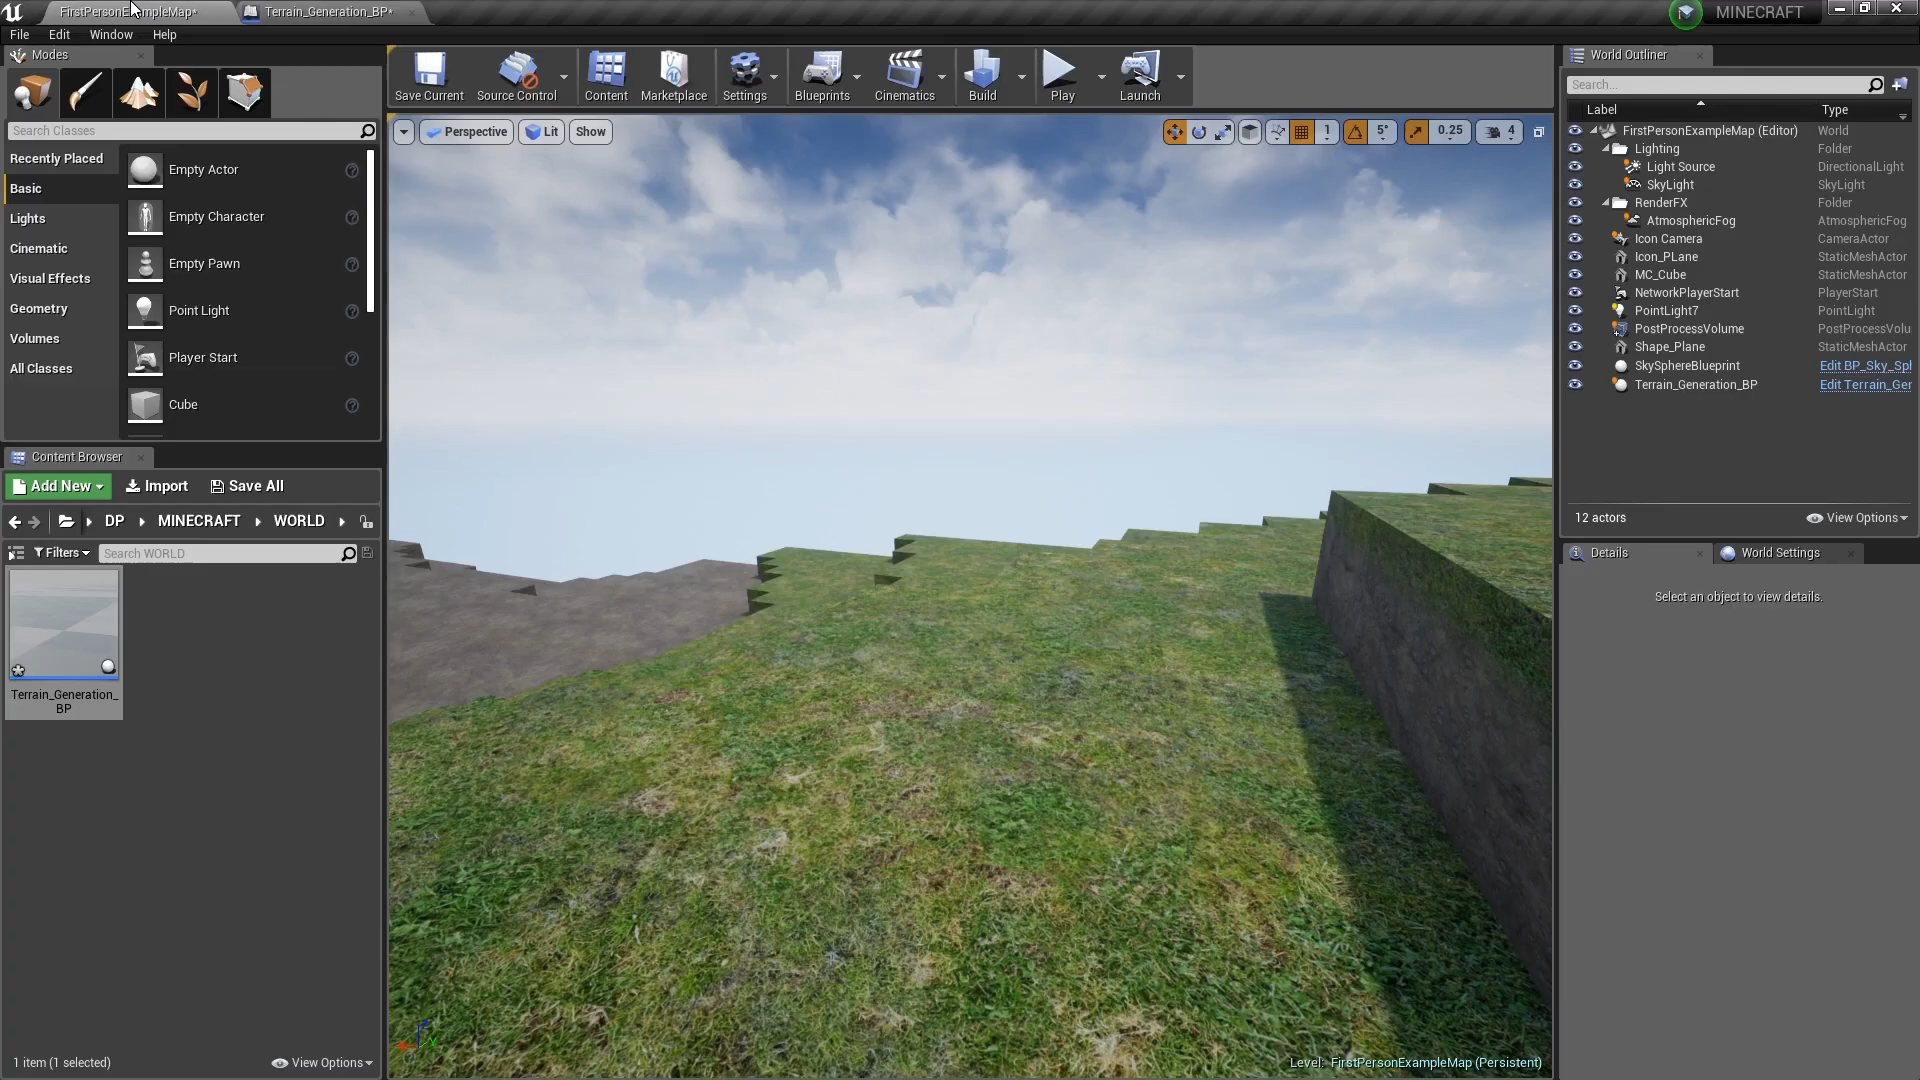 FirstPersonExampleMap*
Terrain_Generation_BP*
MINECRAFT
File Edit Window Help
Modes
Save Current
Source Control
Content
Marketplace
Settings
Blueprints
Cinematics
Build
Play
Launch
Search Classes
Recently Placed
Basic
Lights
Cinematic
Visual Effects
Geometry
Volumes
All Classes
Empty Actor
Empty Character
Empty Pawn
Point Light
Player Start
Cube
Perspective
Lit
Show
1
5°
0.25
4
World Outliner
Search...
Label Type
FirstPersonExampleMap (Editor) World
Lighting Folder
Light Source DirectionalLight
SkyLight SkyLight
RenderFX Folder
AtmosphericFog AtmosphericFog
Icon Camera CameraActor
Icon_PLane StaticMeshActor
MC_Cube StaticMeshActor
NetworkPlayerStart PlayerStart
PointLight7 PointLight
PostProcessVolume PostProcessVolu
Shape_Plane StaticMeshActor
SkySphereBlueprint Edit BP_Sky_Spl
Terrain_Generation_BP Edit Terrain_Ger
12 actors
View Options
Details
World Settings
Select an object to view details.
Content Browser
Add New
Import
Save All
DP
MINECRAFT
WORLD
Filters
Search WORLD
Terrain_Generation_
BP
1 item (1 selected)
View Options
Level: FirstPersonExampleMap (Persistent)